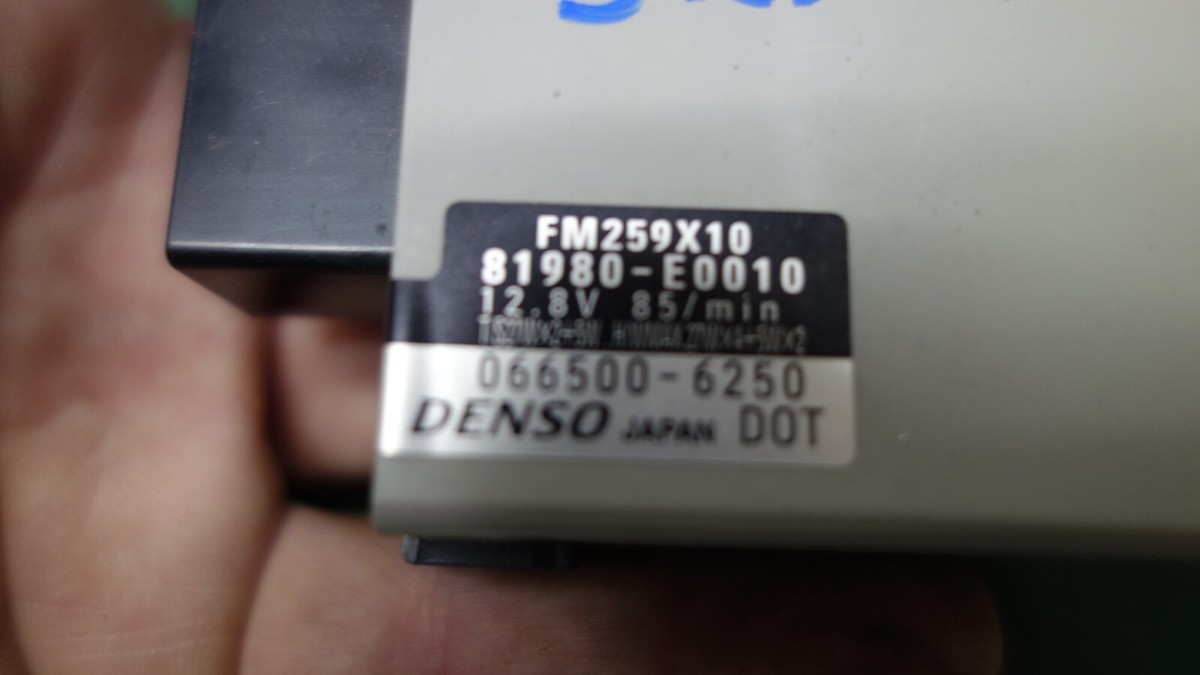 FM259X10
81980-E0010
12.8V 85/min
066500-6250
DENSO JAPAN DOT